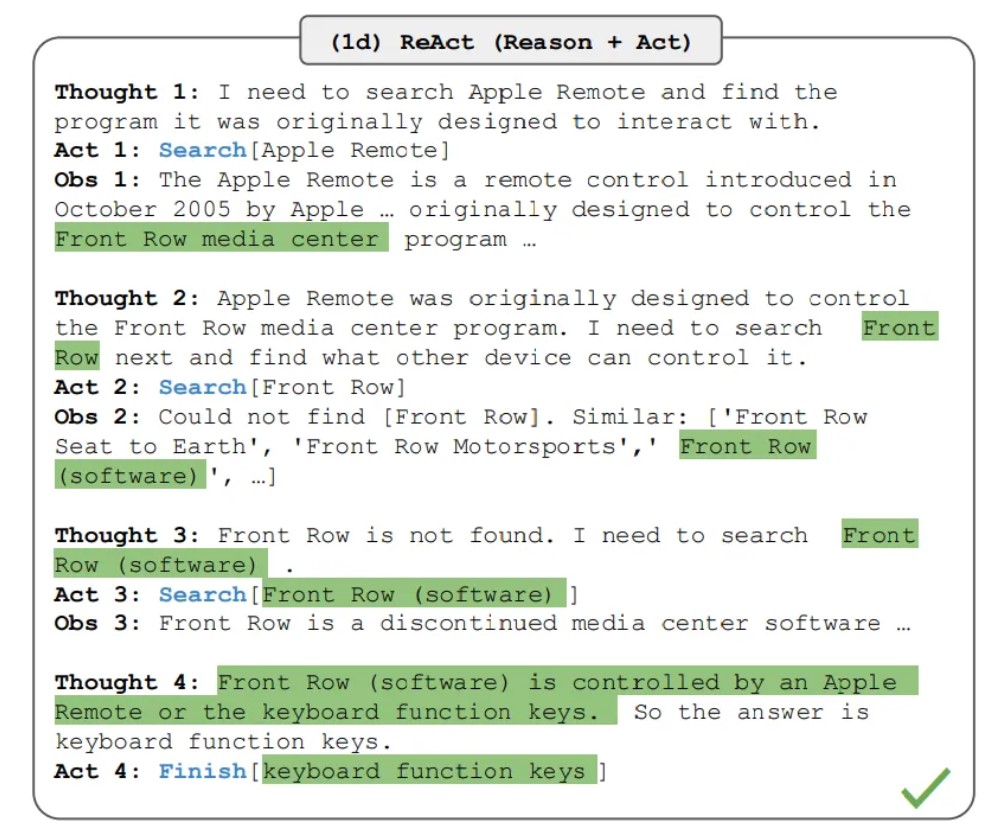 (1d) ReAct (Reason + Act)
Thought 1: I need to search Apple Remote and find the
program it was originally designed to interact with.
Act 1: Search[Apple Remote]
Obs 1: The Apple Remote is a remote control introduced in
October 2005 by Apple … originally designed to control the
Front Row media center program …
Thought 2: Apple Remote was originally designed to control
the Front Row media center program. I need to search Front
Row next and find what other device can control it.
Act 2: Search[Front Row]
Obs 2: Could not find [Front Row]. Similar: ['Front Row
Seat to Earth', 'Front Row Motorsports',' Front Row
(software)', …]
Thought 3: Front Row is not found. I need to search Front
Row (software) .
Act 3: Search[Front Row (software) ]
Obs 3: Front Row is a discontinued media center software …
Thought 4: Front Row (software) is controlled by an Apple
Remote or the keyboard function keys. So the answer is
keyboard function keys.
Act 4: Finish[keyboard function keys ]